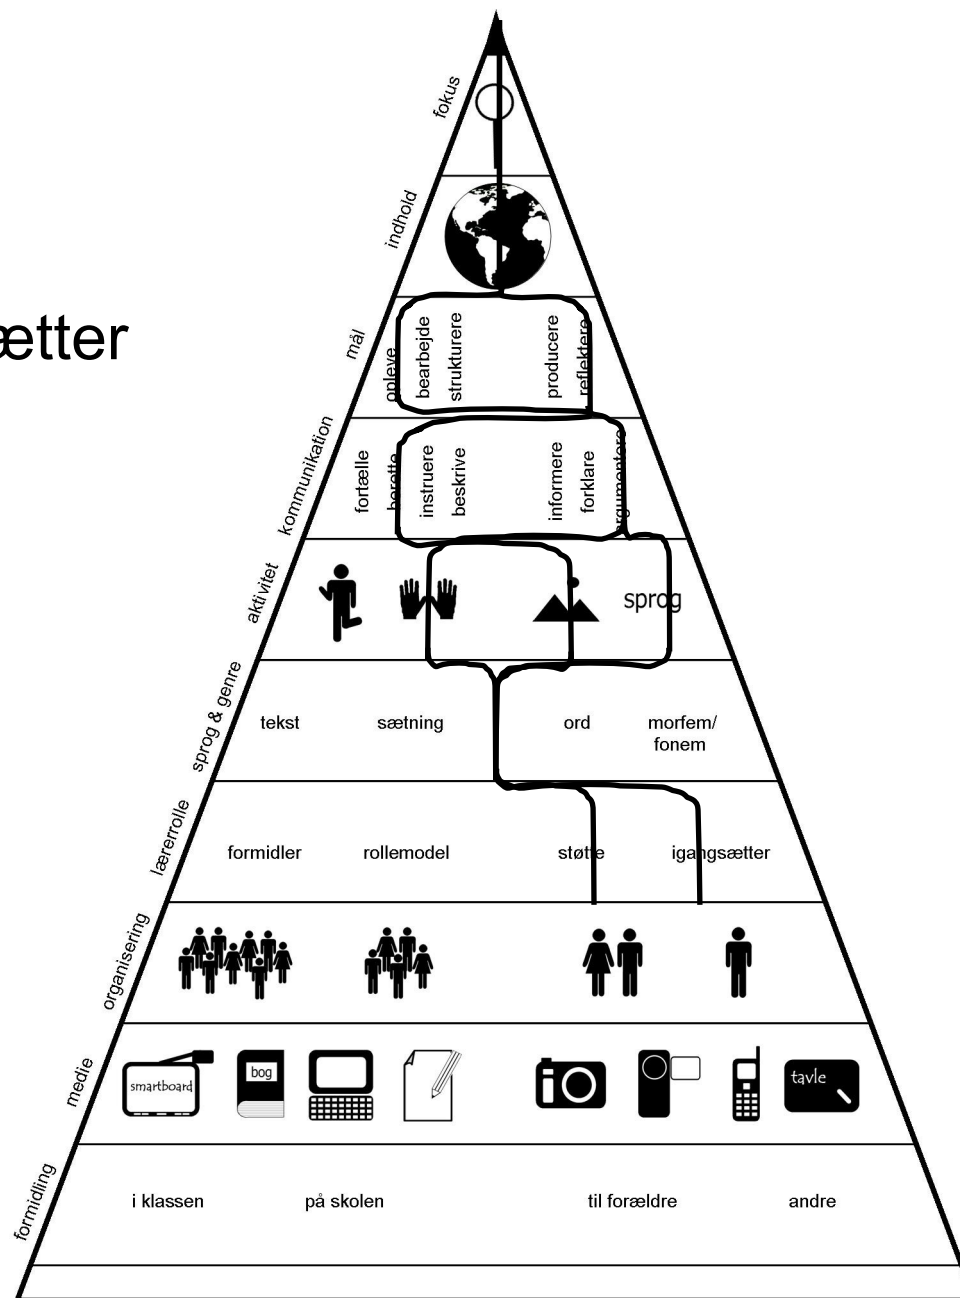 fokus
indhold
ætter
mål
opleve
bearbejde
strukturere
producere
reflektere
kommunikation
fortælle
berette
instruere
beskrive
informere
forklare
argumentere
aktivitet
sprog
sprog & genre
tekst
sætning
ord
morfem/
fonem
lærerrolle
formidler
rollemodel
støtte
igangsætter
organisering
medie
smartboard
bog
tavle
formidling
i klassen
på skolen
til forældre
andre